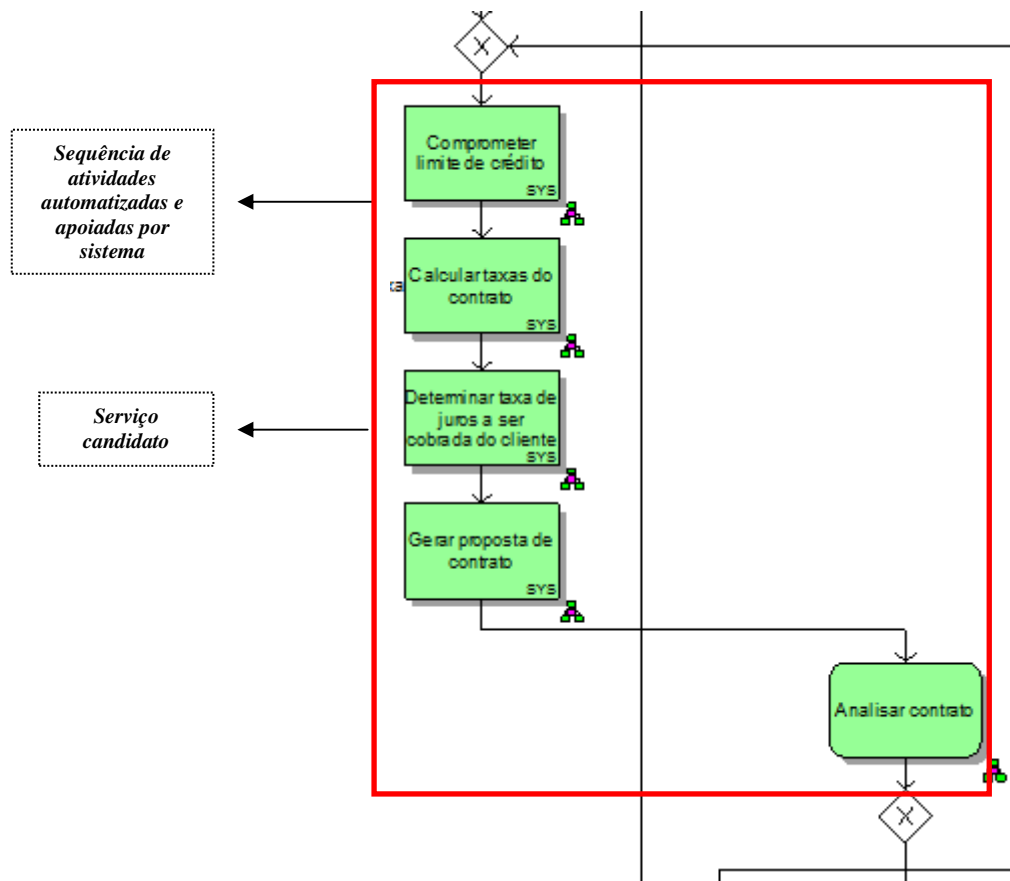 Comprometer
limite de crédito
SYS
Sequência de
atividades
automatizadas e
apoiadas por
sistema
Calcular taxas do
contrato
SYS
xa
Determinar taxa de
juros a ser
cobrada do cliente
SYS
Serviço
candidato
Gerar proposta de
contrato
SYS
Analisar contrato